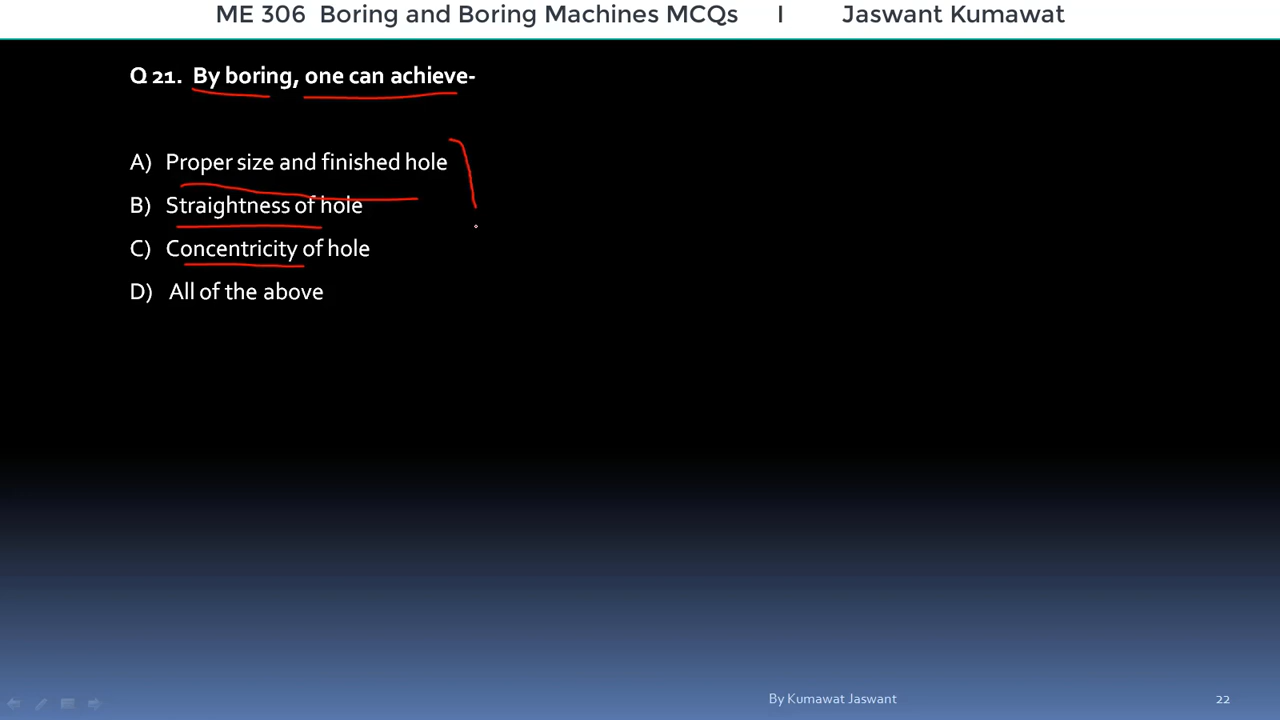 ME 306 Boring and Boring Machines MCQs I Jaswant Kumawat
Q 21. By boring, one can achieve-
A) Proper size and finished hole
B) Straightness of hole
C) Concentricity of hole
D) All of the above
By Kumawat Jaswant 22